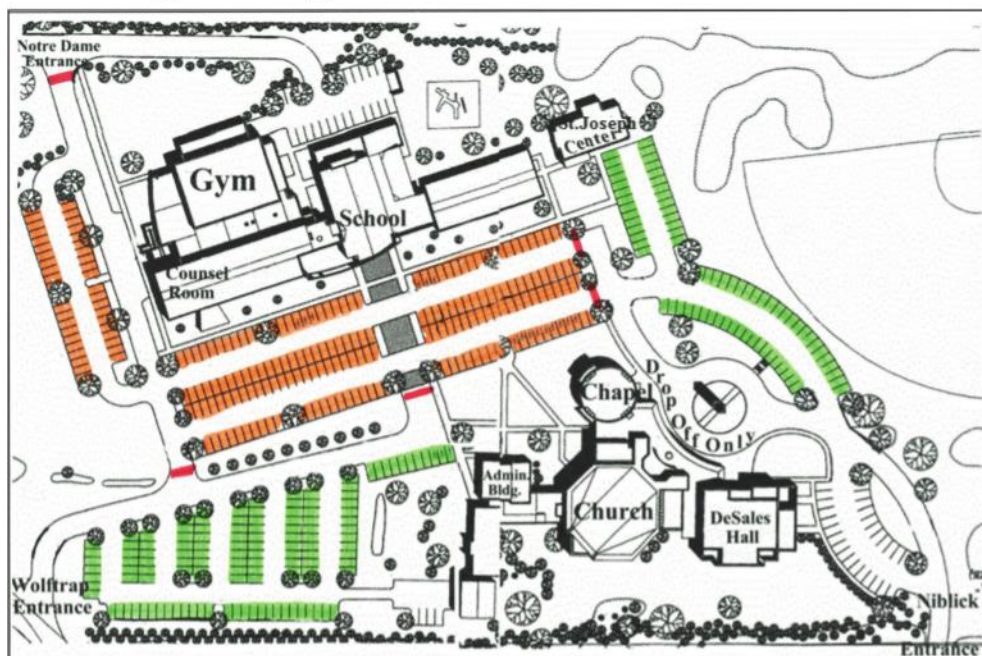 Notre Dame
Entrance
St. Joseph
Center
Gym
School
Counsel
Room
Chapel
Drop Off Only
Admin.
Bldg.
Church
DeSales
Hall
Wolftrap
Entrance
Niblick
Entrance